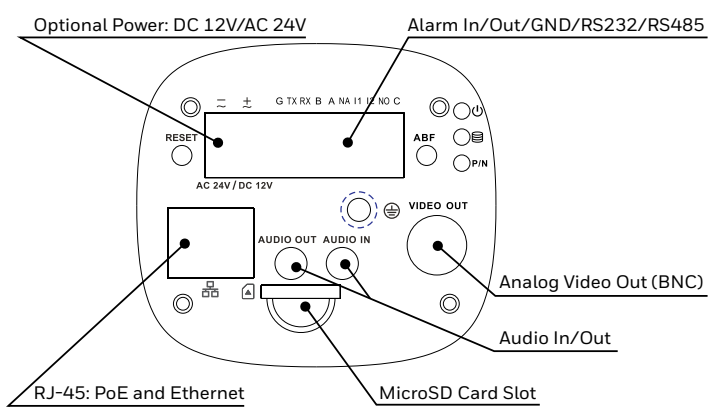 Optional Power: DC 12V/AC 24V
Alarm In/Out/GND/RS232/RS485
G TX RX B A NA I1 I2 NO C
RESET
ABF
P/N
AC 24V / DC 12V
VIDEO OUT
AUDIO OUT AUDIO IN
Analog Video Out (BNC)
Audio In/Out
RJ-45: PoE and Ethernet
MicroSD Card Slot